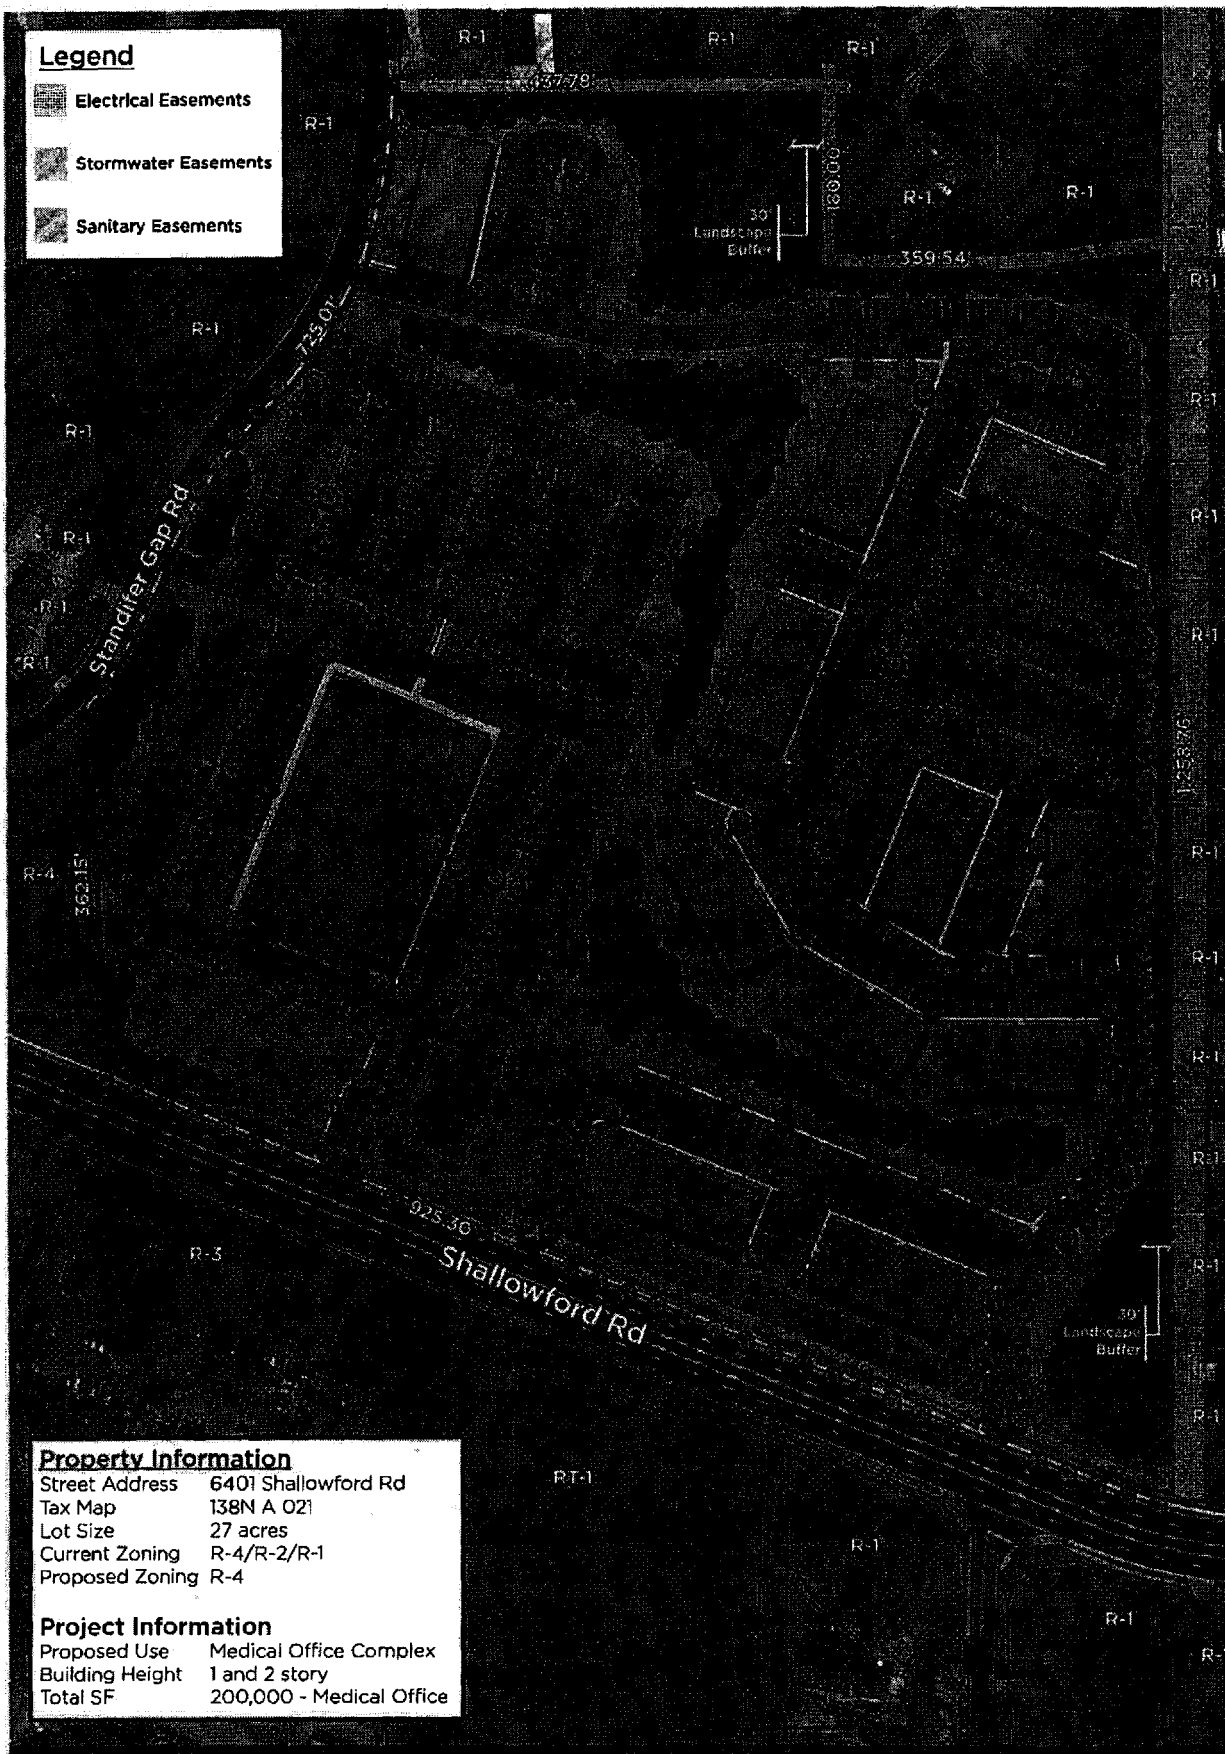 Legend
Electrical Easements
Stormwater Easements
Sanitary Easements
R-1
R-1
R-1
437.78'
R-1
180.00'
R-1
R-1
30'
Landscape
Buffer
359.54'
R-1
725.01'
R-1
R-1
R-1
R-1
Standifer Gap Rd
R-1
R-1
R-1
R-1
1,253.76'
R-4
362.15'
R-1
R-1
R-1
R-1
925.30'
Shallowford Rd
R-3
R-1
30'
Landscape
Buffer
R-1
RT-1
R-1
R-1
R-
Property Information
Street Address 6401 Shallowford Rd
Tax Map 138N A 021
Lot Size 27 acres
Current Zoning R-4/R-2/R-1
Proposed Zoning R-4
Project Information
Proposed Use Medical Office Complex
Building Height 1 and 2 story
Total SF 200,000 - Medical Office